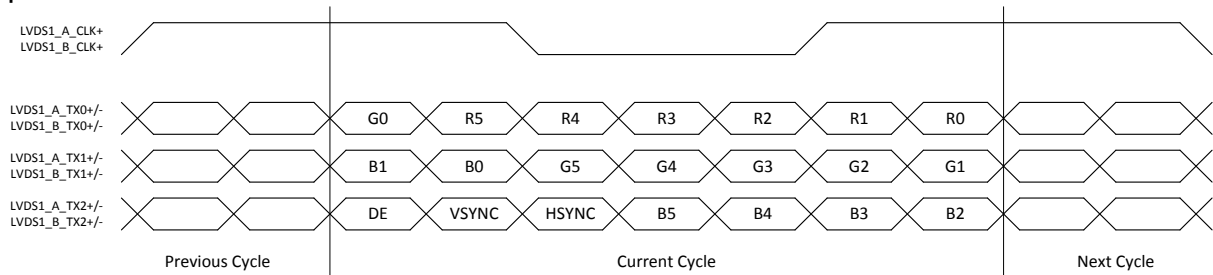 LVDS1_A_CLK+
LVDS1_B_CLK+
LVDS1_A_TX0+/-
LVDS1_B_TX0+/-
G0 R5 R4 R3 R2 R1 R0
LVDS1_A_TX1+/-
LVDS1_B_TX1+/-
B1 B0 G5 G4 G3 G2 G1
LVDS1_A_TX2+/-
LVDS1_B_TX2+/-
DE VSYNC HSYNC B5 B4 B3 B2
Previous Cycle Current Cycle Next Cycle